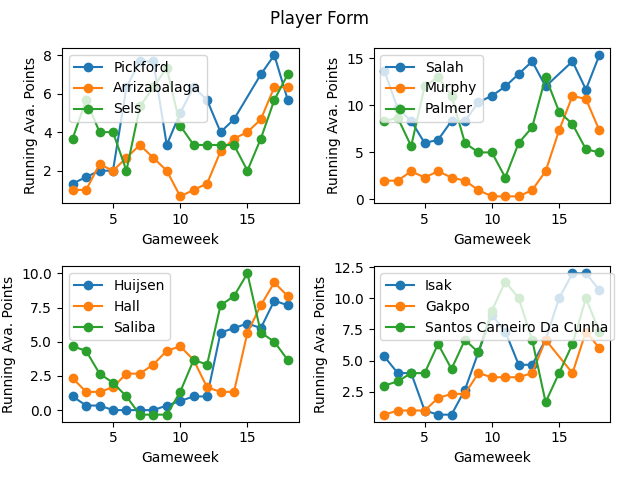 Player Form
8
6
4
2
Running Ava. Points
Pickford
Arrizabalaga
Sels
5 10 15
Gameweek
15
10
5
0
Running Ava. Points
Salah
Murphy
Palmer
5 10 15
Gameweek
10.0
7.5
5.0
2.5
0.0
Running Ava. Points
Huijsen
Hall
Saliba
5 10 15
Gameweek
12.5
10.0
7.5
5.0
2.5
Running Ava. Points
Isak
Gakpo
Santos Carneiro Da Cunha
5 10 15
Gameweek